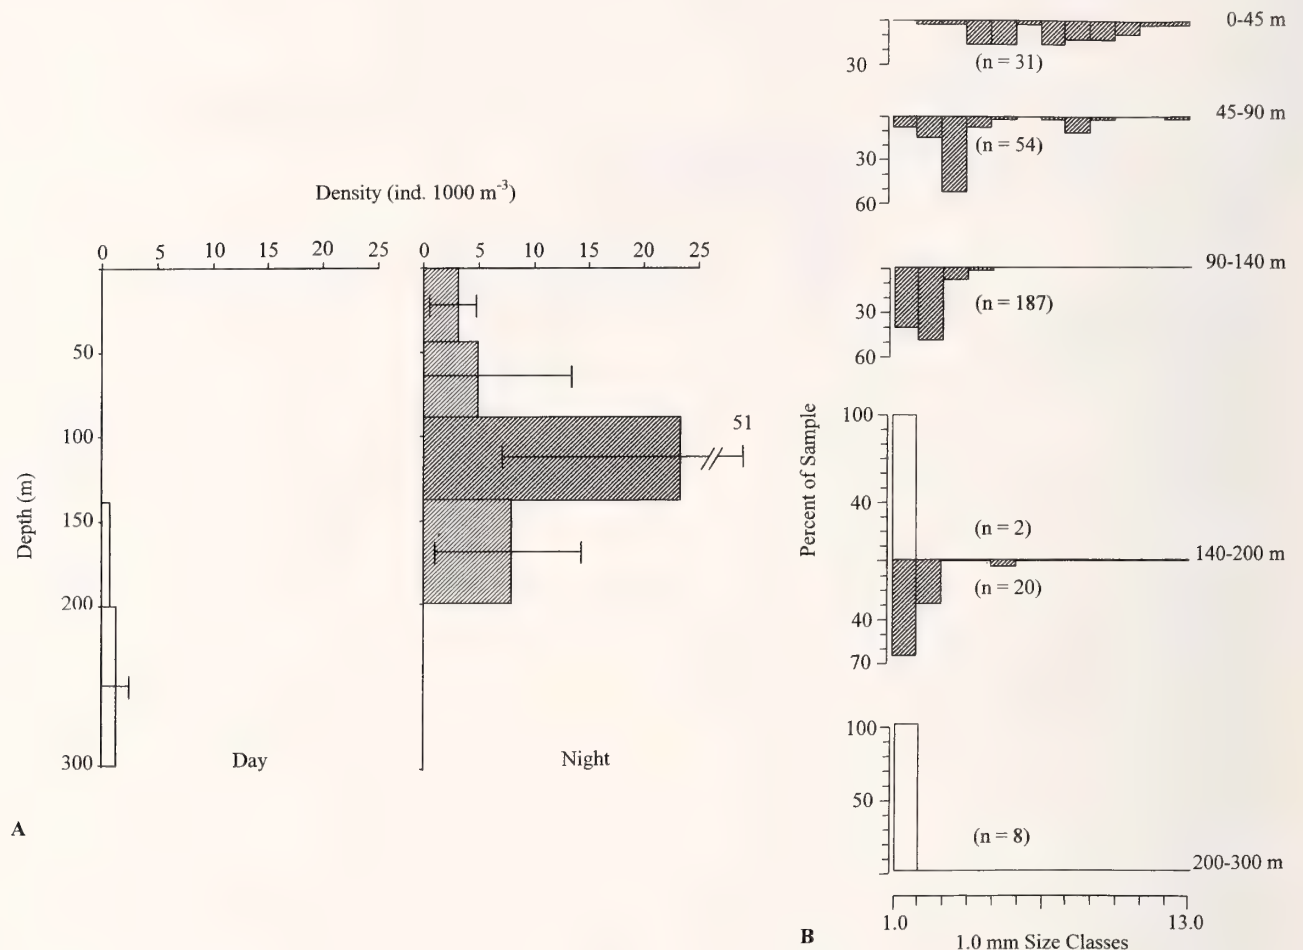 Density (ind. 1000 m-3)
0 5 10 15 20 25
50
100
150
200
300
Depth (m)
Day
0 5 10 15 20 25
51
Night
A
0-45 m
30
(n = 31)
45-90 m
30
60
(n = 54)
90-140 m
30
60
(n = 187)
Percent of Sample
100
40
(n = 2)
140-200 m
(n = 20)
40
70
100
50
(n = 8)
200-300 m
1.0 13.0
1.0 mm Size Classes
B